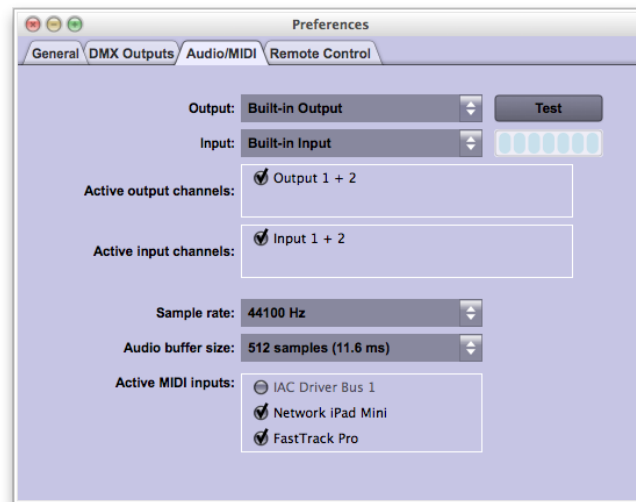 Preferences
General DMX Outputs Audio/MIDI Remote Control
Output: Built-in Output Test
Input: Built-in Input
Active output channels: Output 1 + 2
Active input channels: Input 1 + 2
Sample rate: 44100 Hz
Audio buffer size: 512 samples (11.6 ms)
Active MIDI inputs: IAC Driver Bus 1
Network iPad Mini
FastTrack Pro